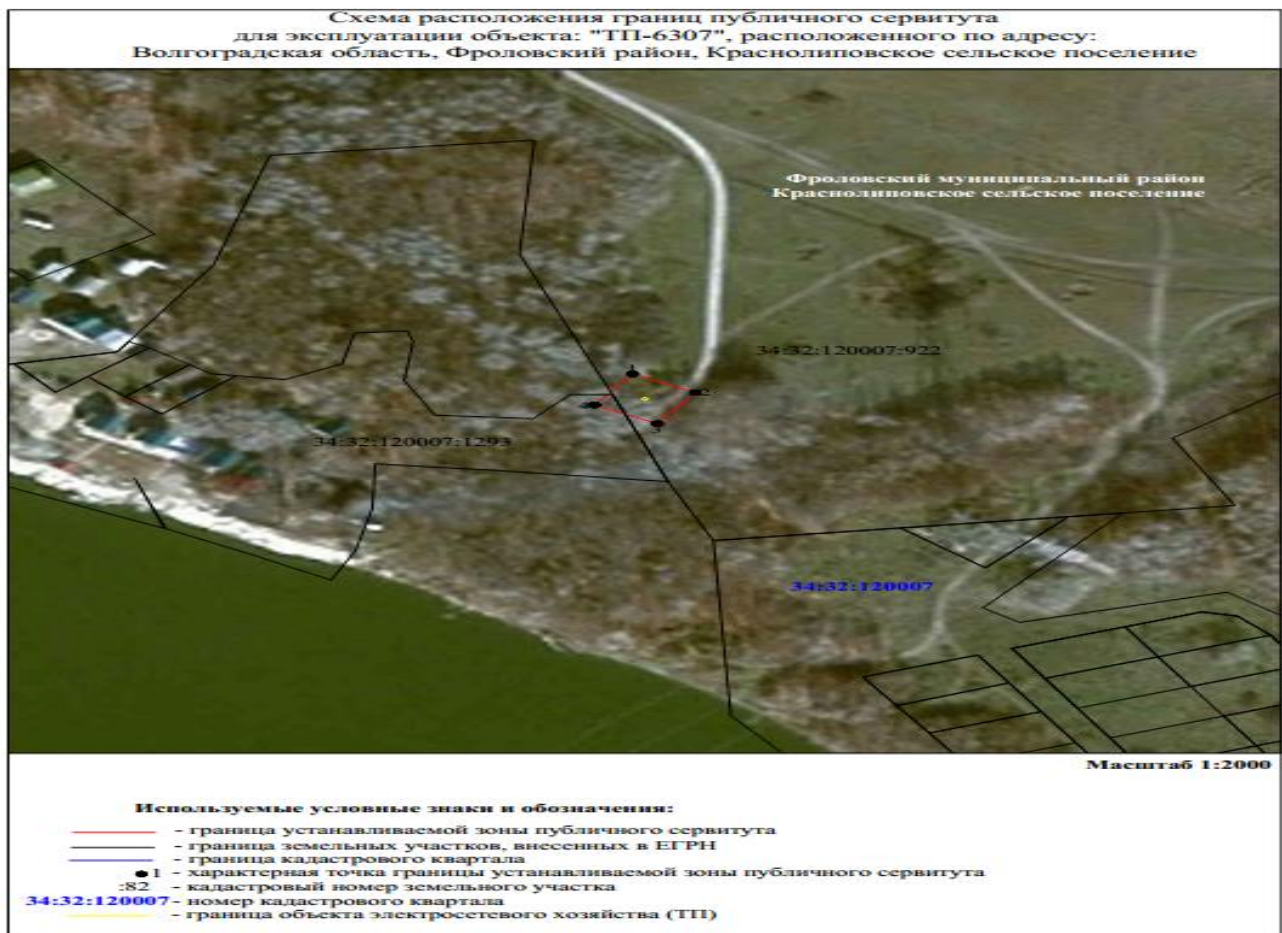 Схема расположения границ публичного сервитута
для эксплуатации объекта: "ТП-6307", расположенного по адресу:
Волгоградская область, Фроловский район, Краснолиповское сельское поселение
Фроловский муниципальный район
Краснолиповское сельское поселение
34:32:120007:922
1
2
3
4
34:32:120007:1293
34:32:120007
Масштаб 1:2000
Используемые условные знаки и обозначения:
- граница устанавливаемой зоны публичного сервитута
- граница земельных участков, внесенных в ЕГРН
- граница кадастрового квартала
1 - характерная точка границы устанавливаемой зоны публичного сервитута
:82 - кадастровый номер земельного участка
34:32:120007 - номер кадастрового квартала
- граница объекта электросетевого хозяйства (ТП)